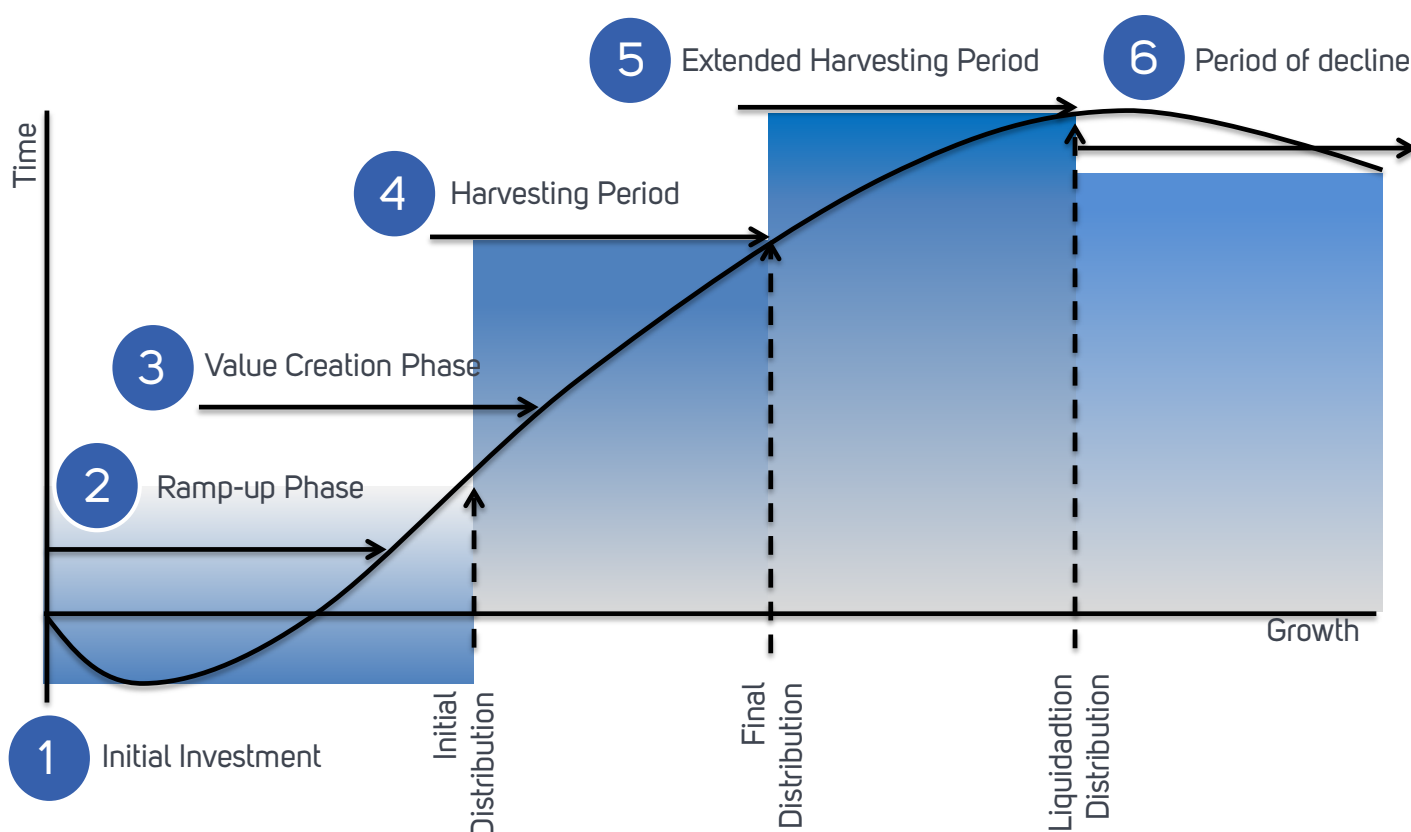 5 Extended Harvesting Period
6 Period of decline
Time
4 Harvesting Period
3 Value Creation Phase
2 Ramp-up Phase
Growth
1 Initial Investment
Initial
Distribution
Final
Distribution
Liquidadtion
Distribution